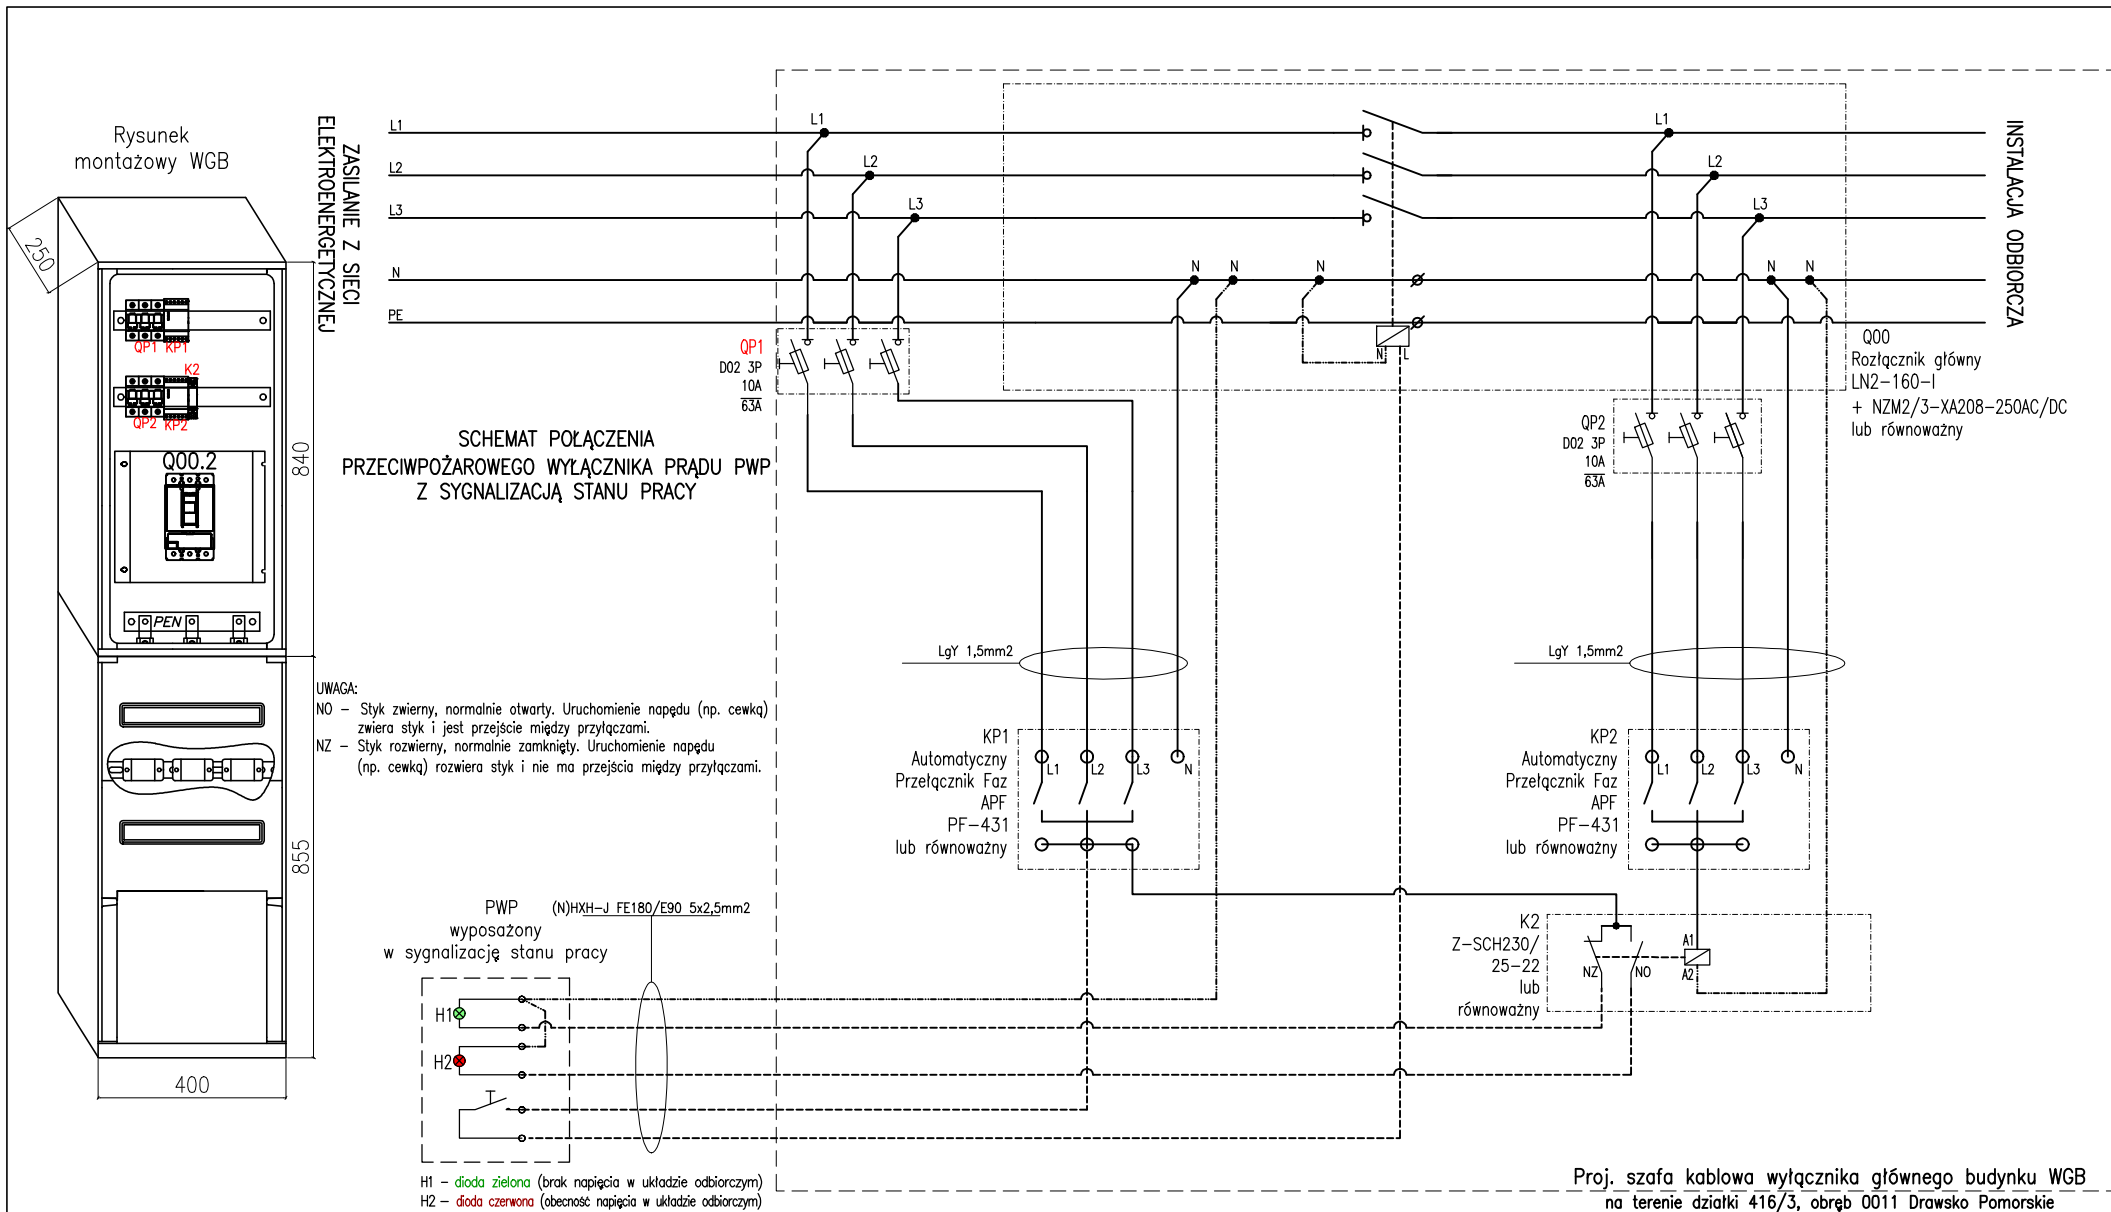 Rysunek
montażowy WGB
250
840
855
400
QP1 KP1
K2
QP2 KP2
Q00.2
PEN
ZASILANIE Z SIECI
ELEKTROENERGETYCZNEJ
L1
L2
L3
N
PE
L1
L2
L3
N
N
N
L1
L2
L3
N
N
INSTALACJA ODBIORCZA
N
L
QP1
D02 3P
10A
63A
Q00
Rozłącznik główny
LN2-160-I
+ NZM2/3-XA208-250AC/DC
lub równoważny
QP2
D02 3P
10A
63A
SCHEMAT POŁĄCZENIA
PRZECIWPOŻAROWEGO WYŁĄCZNIKA PRĄDU PWP
Z SYGNALIZACJĄ STANU PRACY
LgY 1,5mm2
LgY 1,5mm2
UWAGA:
NO – Styk zwierny, normalnie otwarty. Uruchomienie napędu (np. cewką)
zwiera styk i jest przejście między przyłączami.
NZ – Styk rozwierny, normalnie zamknięty. Uruchomienie napędu
(np. cewką) rozwiera styk i nie ma przejścia między przyłączami.
KP1
Automatyczny
Przełącznik Faz
APF
PF-431
lub równoważny
L1
L2
L3
N
KP2
Automatyczny
Przełącznik Faz
APF
PF-431
lub równoważny
L1
L2
L3
N
PWP
wyposażony
w sygnalizację stanu pracy
(N)HXH-J FE180/E90 5x2,5mm2
K2
Z-SCH230/
25-22
lub
równoważny
NZ
NO
A1
A2
H1
H2
H1 – dioda zielona (brak napięcia w układzie odbiorczym)
H2 – dioda czerwona (obecność napięcia w układzie odbiorczym)
Proj. szafa kablowa wyłącznika głównego budynku WGB
na terenie działki 416/3, obręb 0011 Drawsko Pomorskie